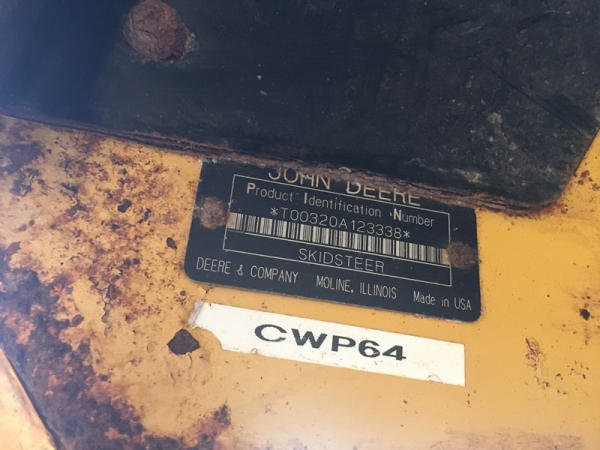 JOHN DEERE
Product Identification Number
*T00320A123338*
SKIDSTEER
DEERE & COMPANY MOLINE, ILLINOIS Made in USA
CWP64